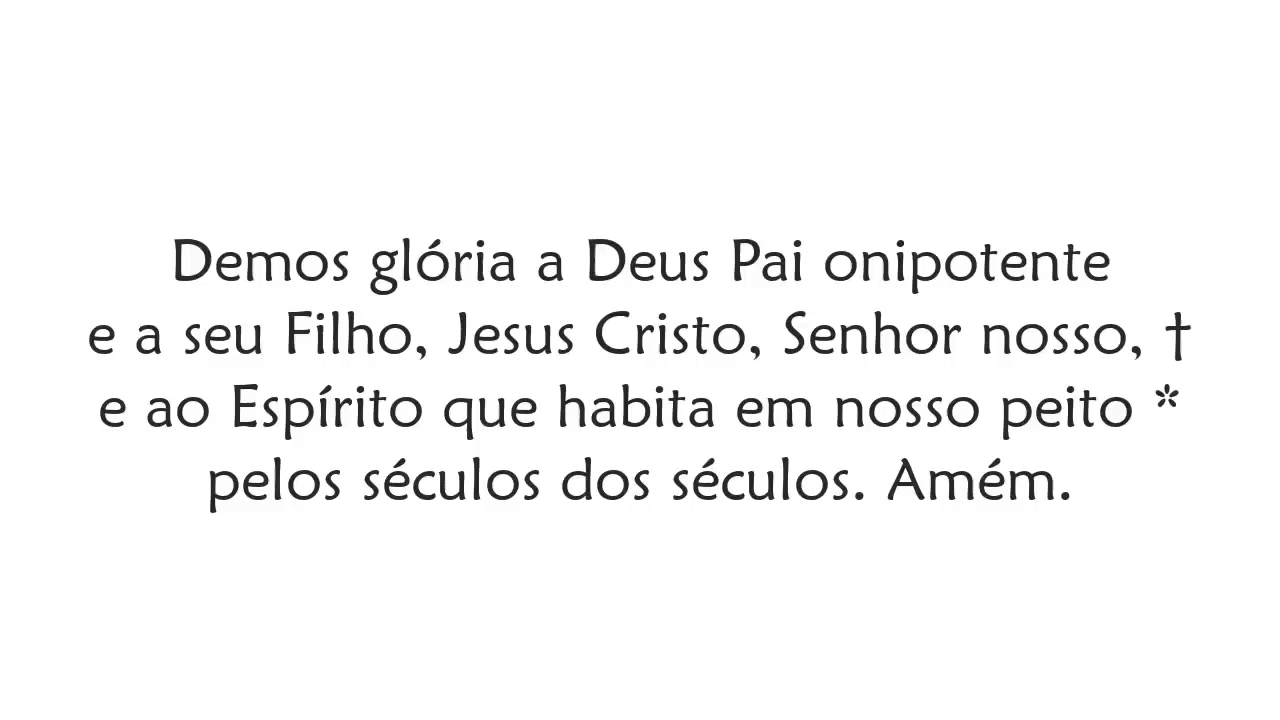 Demos glória a Deus Pai onipotente
e a seu Filho, Jesus Cristo, Senhor nosso, †
e ao Espírito que habita em nosso peito *
pelos séculos dos séculos. Amém.